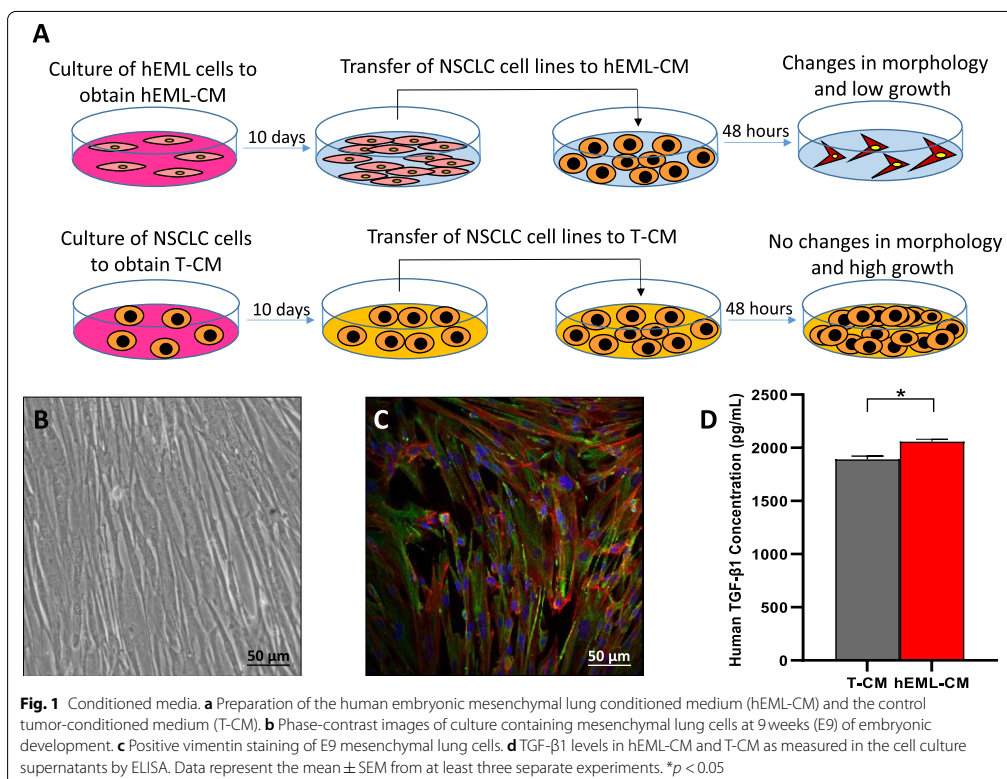 A
Culture of hEML cells to
obtain hEML-CM
Transfer of NSCLC cell lines to hEML-CM
Changes in morphology
and low growth
10 days
48 hours
Culture of NSCLC cells
to obtain T-CM
Transfer of NSCLC cell lines to T-CM
No changes in morphology
and high growth
10 days
48 hours
B
50 µm
C
50 µm
D
Human TGF-β1 Concentration (pg/mL)
2500
2000
1500
1000
500
0
*
T-CM hEML-CM
Fig. 1 Conditioned media. a Preparation of the human embryonic mesenchymal lung conditioned medium (hEML-CM) and the control
tumor-conditioned medium (T-CM). b Phase-contrast images of culture containing mesenchymal lung cells at 9 weeks (E9) of embryonic
development. c Positive vimentin staining of E9 mesenchymal lung cells. d TGF-β1 levels in hEML-CM and T-CM as measured in the cell culture
supernatants by ELISA. Data represent the mean ± SEM from at least three separate experiments. *p < 0.05